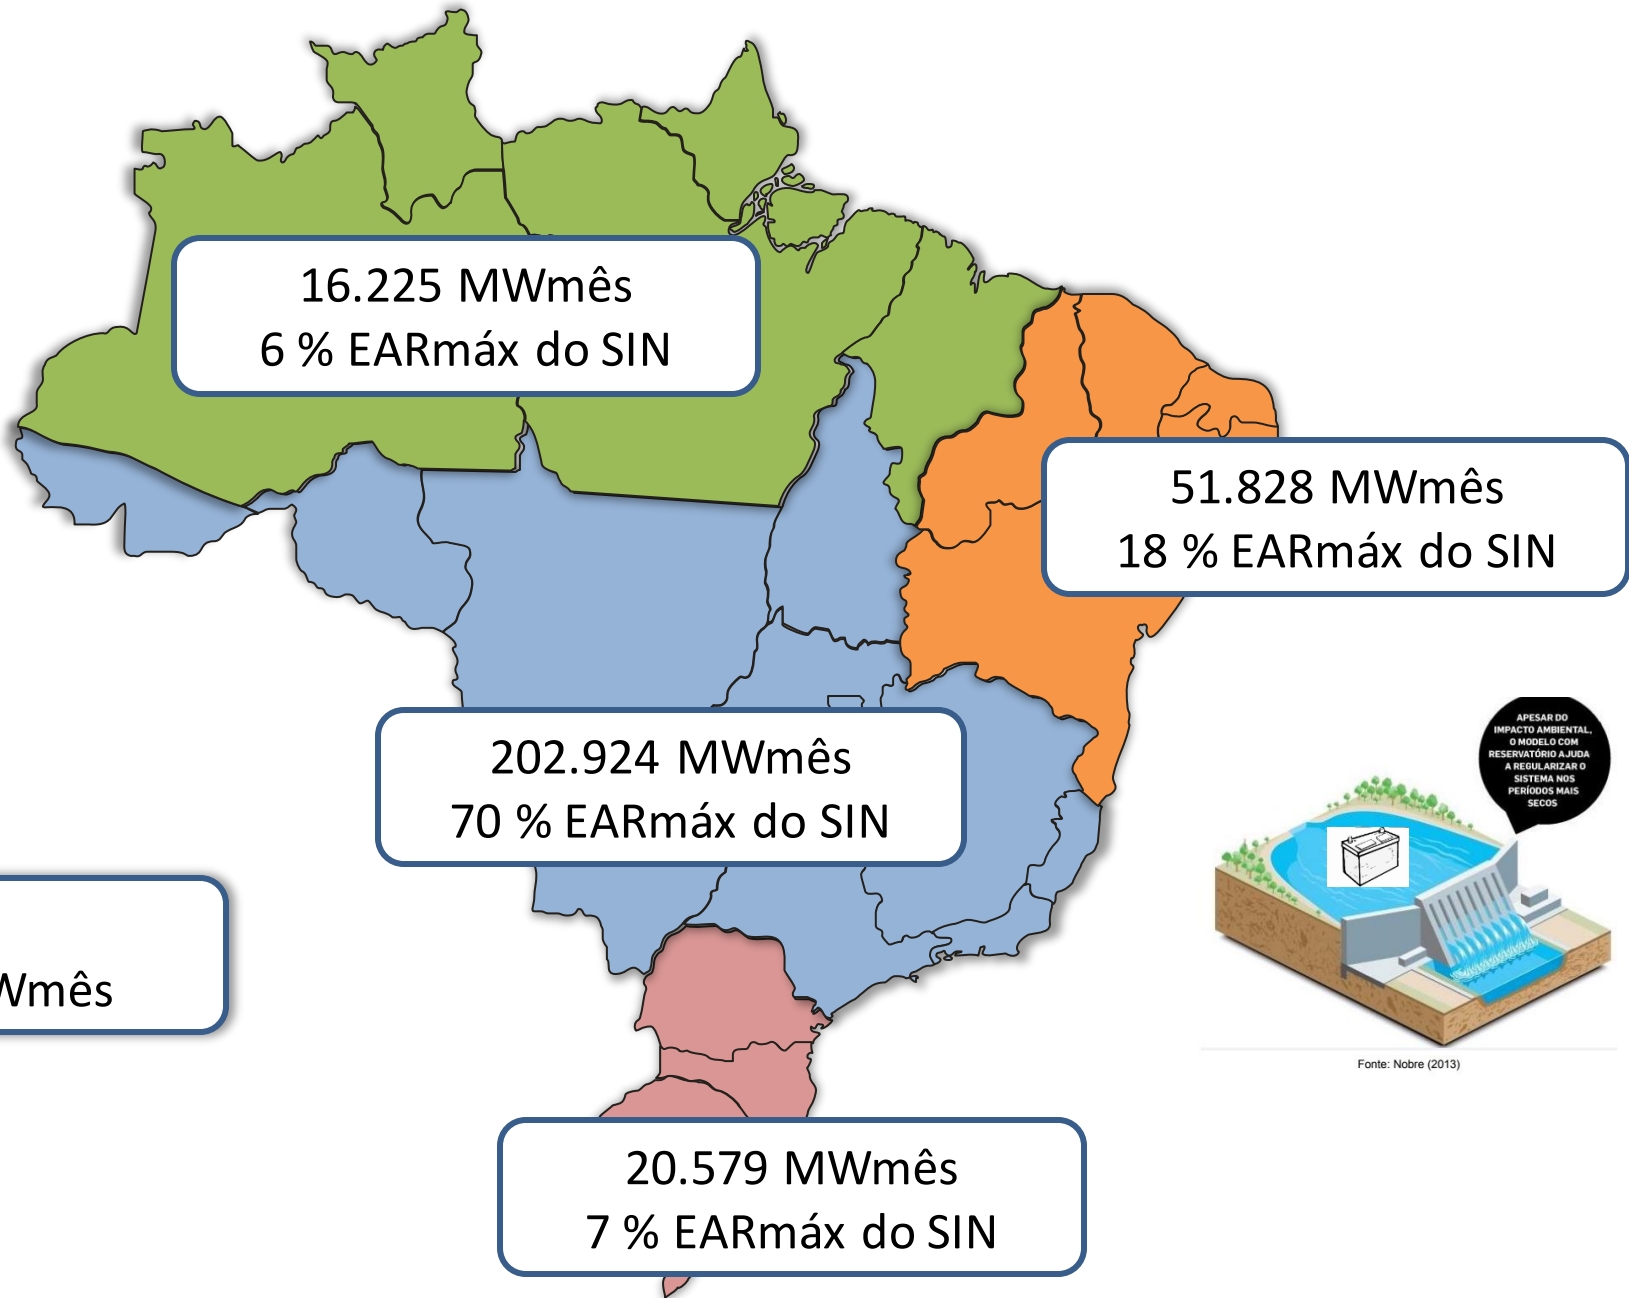 16.225 MWmês
6 % EARmáx do SIN
51.828 MWmês
18 % EARmáx do SIN
202.924 MWmês
70 % EARmáx do SIN
APESAR DO
IMPACTO AMBIENTAL,
O MODELO COM
RESERVATÓRIO AJUDA
A REGULARIZAR O
SISTEMA NOS
PERÍODOS MAIS
SECOS
Wmês
Fonte: Nobre (2013)
20.579 MWmês
7 % EARmáx do SIN